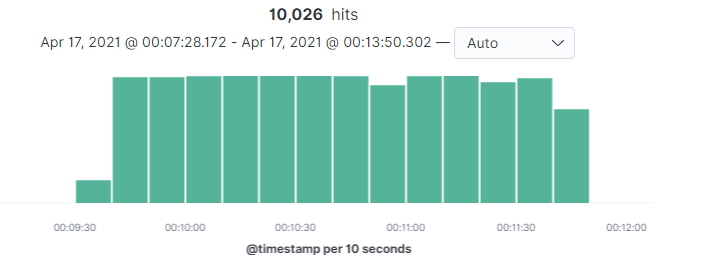 10,026 hits
Apr 17, 2021 @ 00:07:28.172 - Apr 17, 2021 @ 00:13:50.302 — Auto
00:09:30 00:10:00 00:10:30 00:11:00 00:11:30 00:12:00
@timestamp per 10 seconds